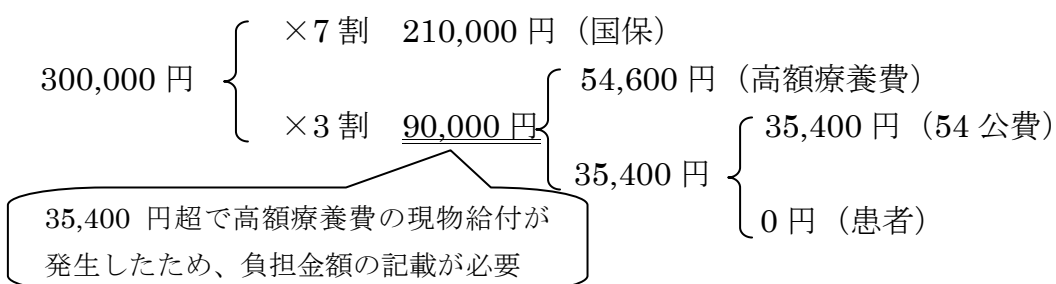 ×7 割 210,000 円（国保）
300,000 円
54,600 円（高額療養費）
×3 割 90,000 円
35,400 円（54 公費）
35,400 円
0 円（患者）
35,400 円超で高額療養費の現物給付が
発生したため、負担金額の記載が必要